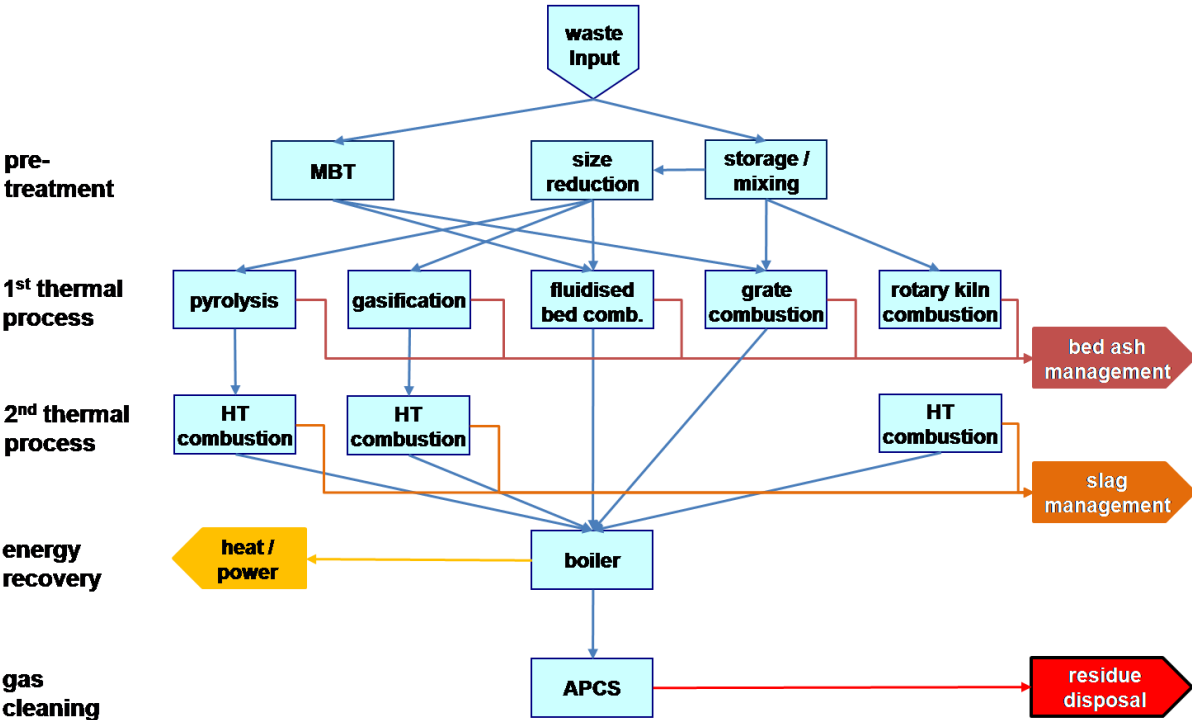 waste
input
pre-
treatment
MBT
size
reduction
storage /
mixing
1st thermal
process
pyrolysis
gasification
fluidised
bed comb.
grate
combustion
rotary kiln
combustion
bed ash
management
2nd thermal
process
HT
combustion
HT
combustion
HT
combustion
slag
management
energy
recovery
heat /
power
boiler
gas
cleaning
APCS
residue
disposal